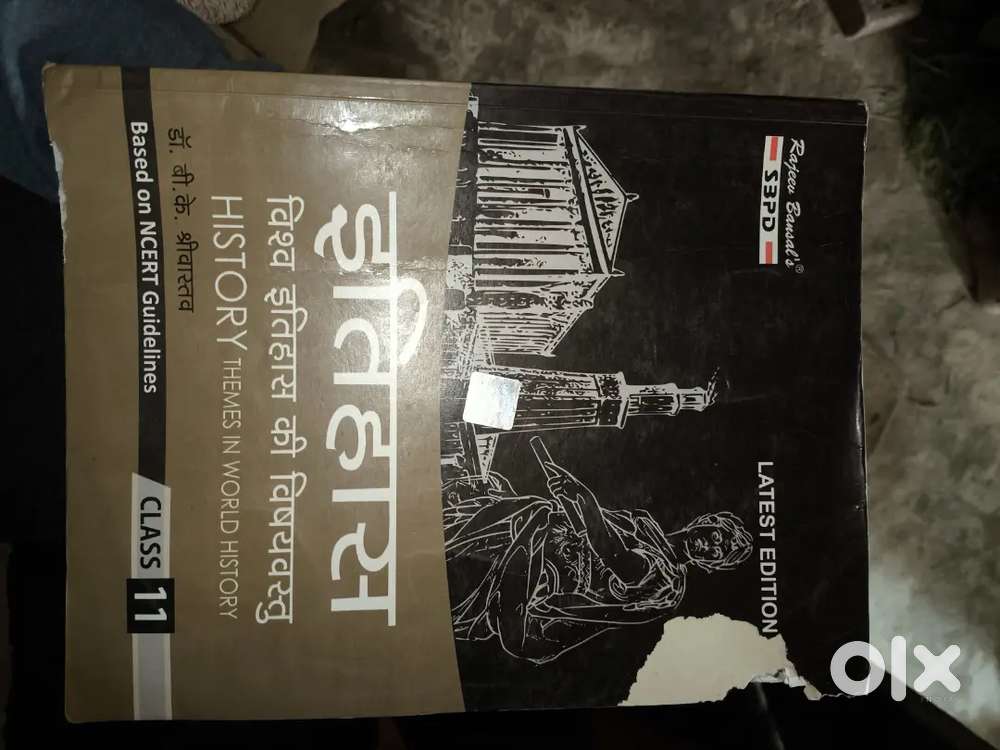 Rajeev Bansal's®
SBPD
LATEST EDITION
इतिहास
विश्व इतिहास की विषयवस्तु
HISTORY THEMES IN WORLD HISTORY
डॉ. बी.के. श्रीवास्तव
Based on NCERT Guidelines
CLASS 11
olx